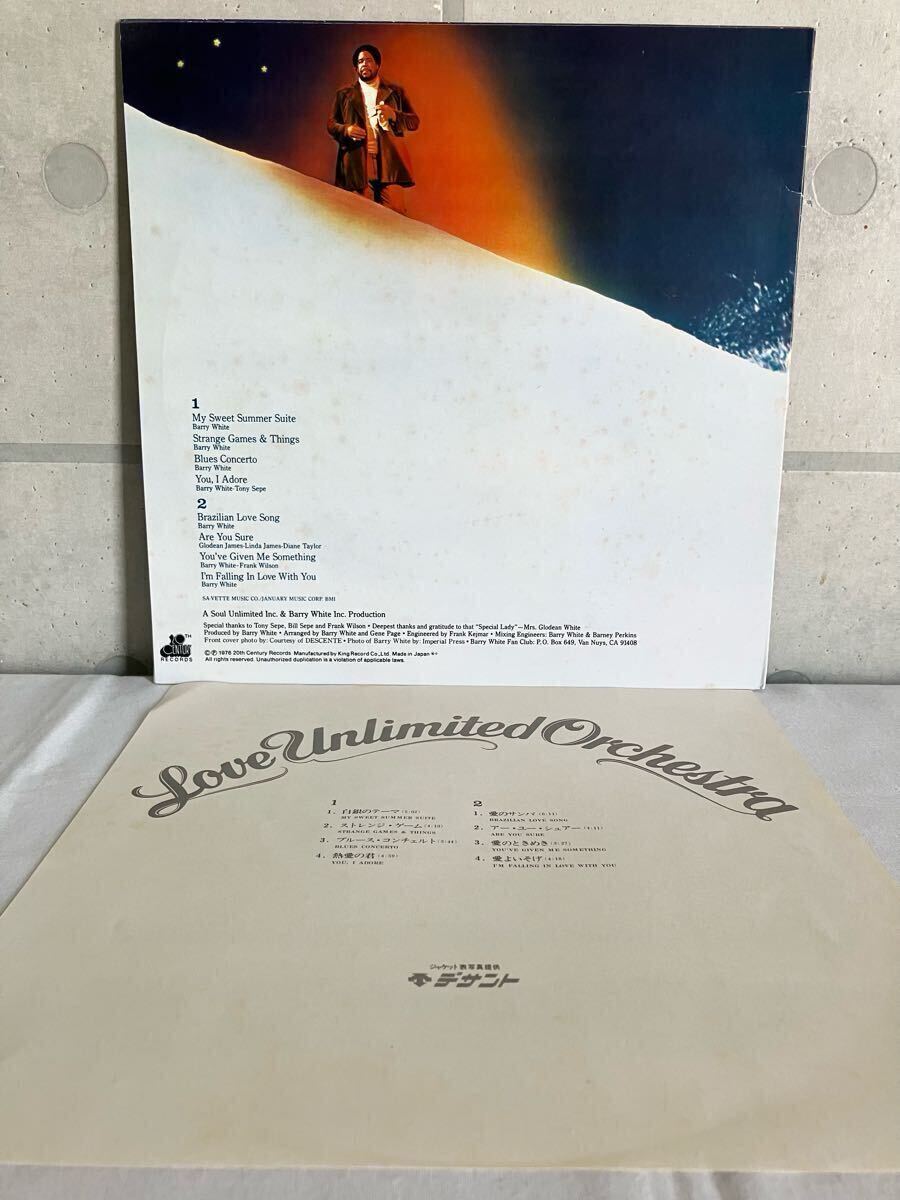 1
My Sweet Summer Suite
Barry White
Strange Games & Things
Barry White
Blues Concerto
Barry White
You, I Adore
Barry White-Tony Sepe
2
Brazilian Love Song
Barry White
Are You Sure
Glodean James-Linda James-Diane Taylor
You've Given Me Something
Barry White-Frank Wilson
I'm Falling In Love With You
Barry White
SA-VETTE MUSIC CO./JANUARY MUSIC CORP. BMI
A Soul Unlimited Inc. & Barry White Inc. Production
Special thanks to Tony Sepe, Bill Sepe and Frank Wilson • Deepest thanks and gratitude to that "Special Lady"—Mrs. Glodean White
Produced by Barry White • Arranged by Barry White and Gene Page • Engineered by Frank Kejmar • Mixing Engineers: Barry White & Barney Perkins
Front cover photo by: Courtesy of DESCENTE • Photo of Barry White by: Imperial Press • Barry White Fan Club: P.O. Box 649, Van Nuys, CA 91408
20TH CENTURY RECORDS
©℗ 1976 20th Century Records Manufactured by King Record Co., Ltd. Made in Japan
All rights reserved. Unauthorized duplication is a violation of applicable laws.
Love Unlimited Orchestra
1
1. 白銀のテーマ
MY SWEET SUMMER SUITE
2. ストレンジ・ゲーム
STRANGE GAMES & THINGS
3. ブルース・コンチェルト
BLUES CONCERTO
4. 熱愛の君
YOU, I ADORE
2
1. 愛のサンバ
BRAZILIAN LOVE SONG
2. アー・ユー・シュアー
ARE YOU SURE
3. 愛のときめき
YOU'VE GIVEN ME SOMETHING
4. 愛よいそげ
I'M FALLING IN LOVE WITH YOU
ジャケット表写真提供
デサント